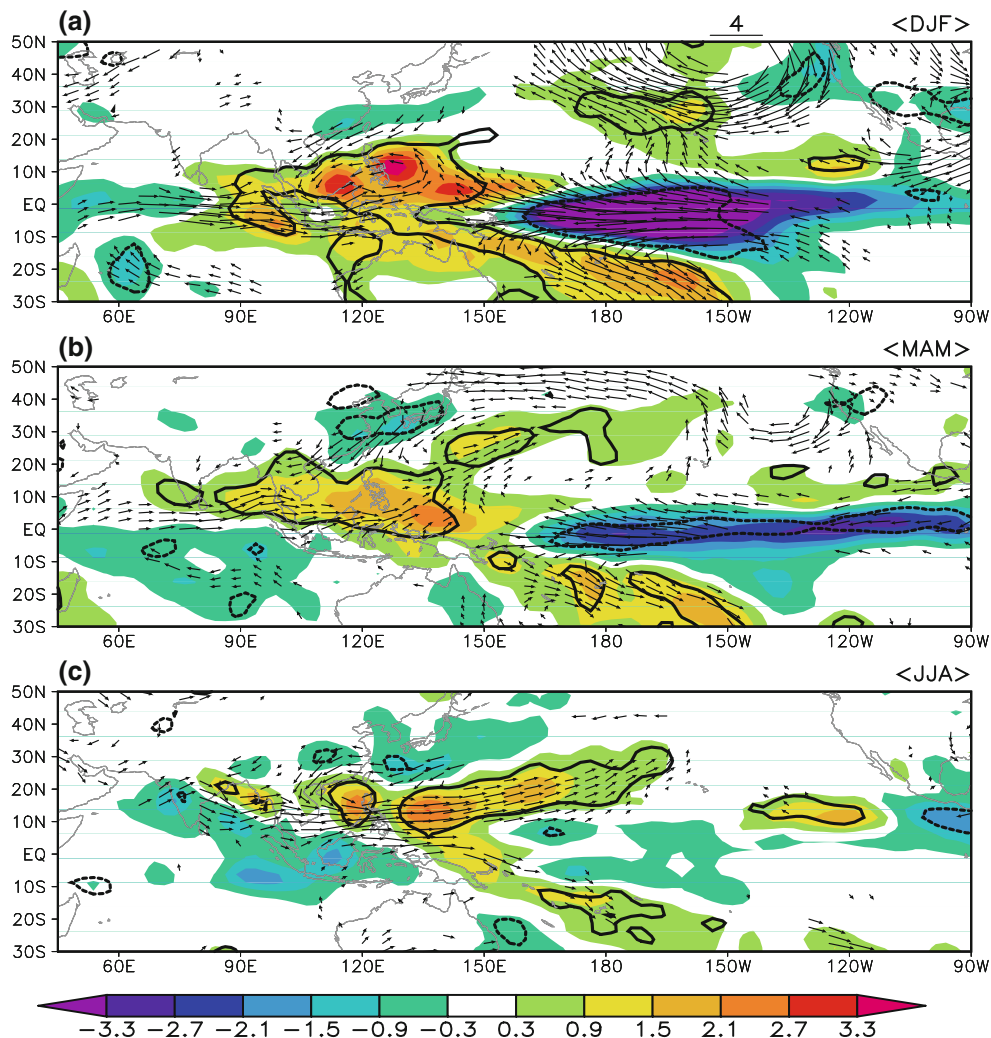 (a) 4 <DJF>
50N
40N
30N
20N
10N
EQ
10S
20S
30S
60E 90E 120E 150E 180 150W 120W 90W
(b) <MAM>
50N
40N
30N
20N
10N
EQ
10S
20S
30S
60E 90E 120E 150E 180 150W 120W 90W
(c) <JJA>
50N
40N
30N
20N
10N
EQ
10S
20S
30S
60E 90E 120E 150E 180 150W 120W 90W
−3.3 −2.7 −2.1 −1.5 −0.9 −0.3 0.3 0.9 1.5 2.1 2.7 3.3